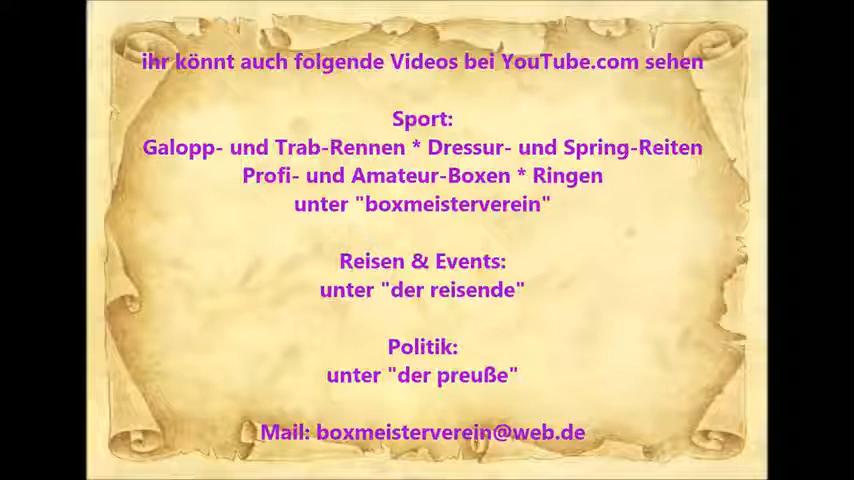 ihr könnt auch folgende Videos bei YouTube.com sehen
Sport:
Galopp- und Trab-Rennen * Dressur- und Spring-Reiten
Profi- und Amateur-Boxen * Ringen
unter "boxmeisterverein"
Reisen & Events:
unter "der reisende"
Politik:
unter "der preuße"
Mail: boxmeisterverein@web.de